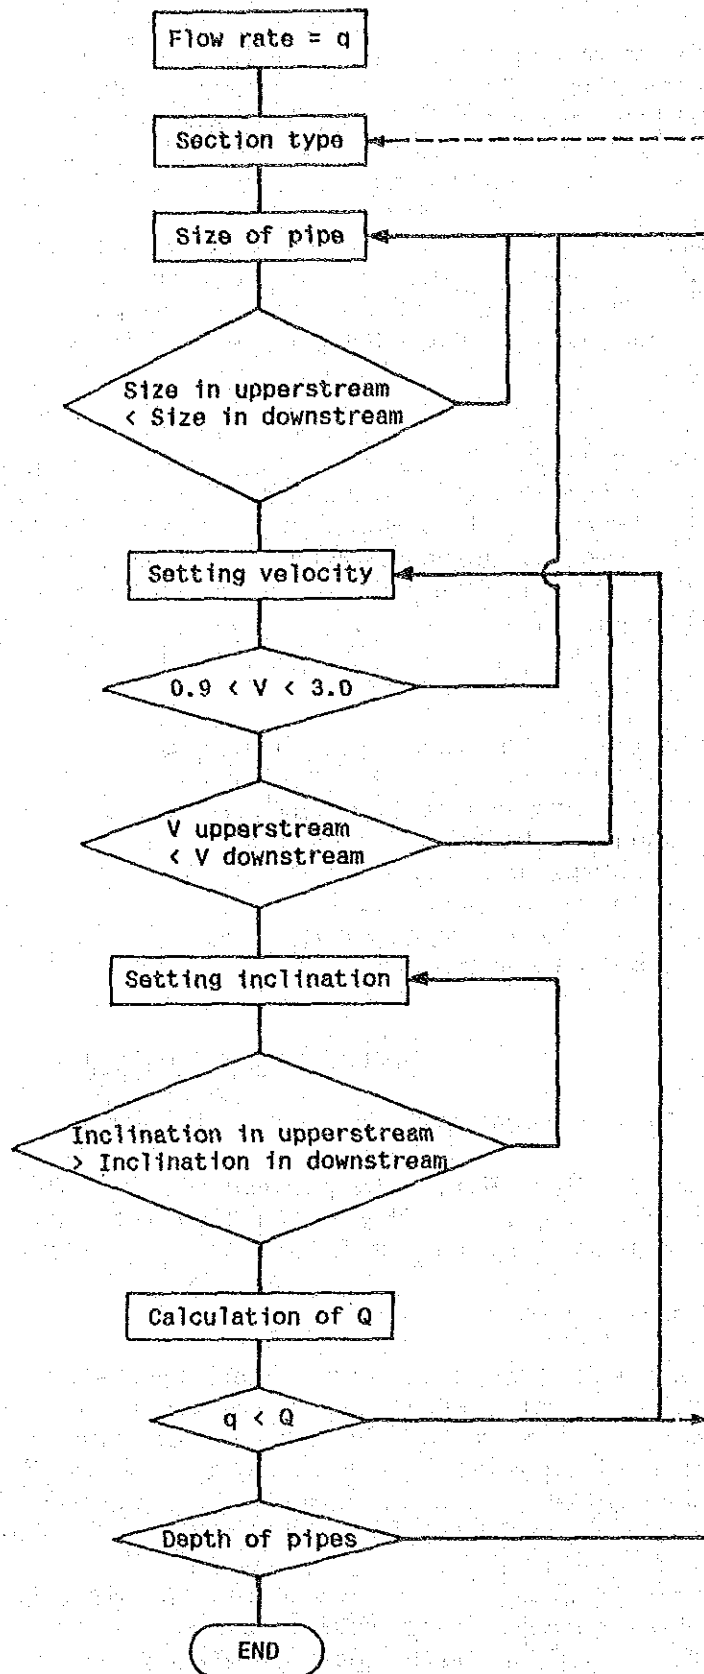 Flow rate = q
Section type
Size of pipe
Size in upperstream
< Size in downstream
Setting velocity
0.9 < V < 3.0
V upperstream
< V downstream
Setting inclination
Inclination in upperstream
> Inclination in downstream
Calculation of Q
q < Q
Depth of pipes
END